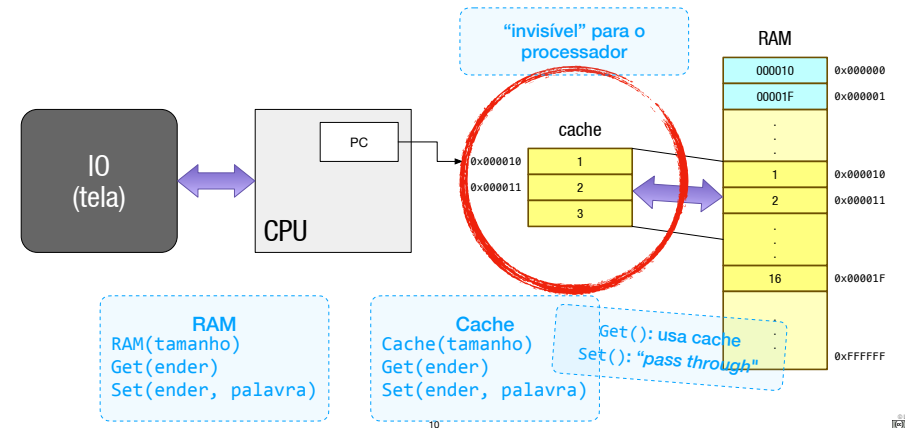 “invisível” para o
processador
RAM
000010
0x000000
00001F
0x000001
.
.
.
cache
IO
(tela)
PC
CPU
0x000010
1
0x000011
2
3
1
0x000010
2
0x000011
.
.
.
16
0x00001F
.
.
.
0xFFFFFF
RAM
RAM(tamanho)
Get(ender)
Set(ender, palavra)
Cache
Cache(tamanho)
Get(ender)
Set(ender, palavra)
Get(): usa cache
Set(): “pass through"
10